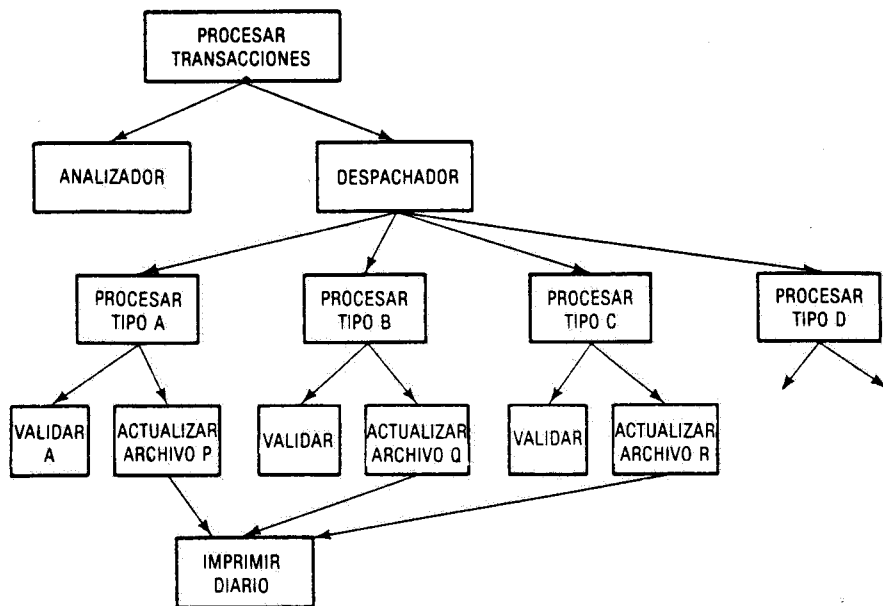 PROCESAR
TRANSACCIONES
ANALIZADOR
DESPACHADOR
PROCESAR
TIPO A
PROCESAR
TIPO B
PROCESAR
TIPO C
PROCESAR
TIPO D
VALIDAR
A
ACTUALIZAR
ARCHIVO P
VALIDAR
ACTUALIZAR
ARCHIVO Q
VALIDAR
ACTUALIZAR
ARCHIVO R
IMPRIMIR
DIARIO